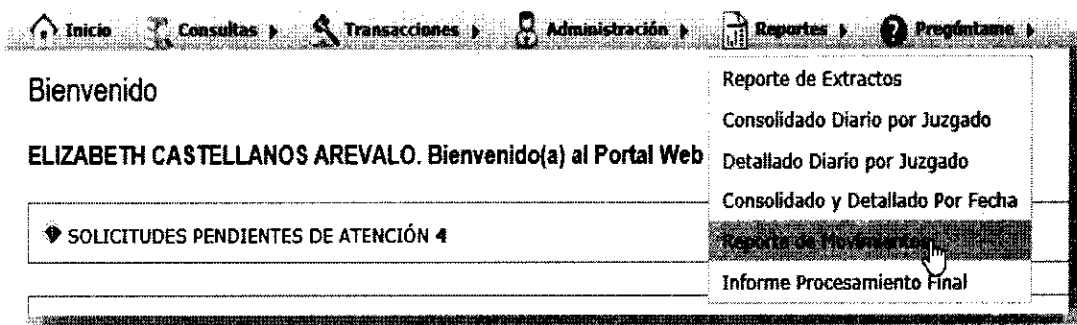 Inicio Consultas Transacciones Administración Reportes Pregúntame
Bienvenido
ELIZABETH CASTELLANOS AREVALO. Bienvenido(a) al Portal Web
SOLICITUDES PENDIENTES DE ATENCIÓN 4
Reporte de Extractos
Consolidado Diario por Juzgado
Detallado Diario por Juzgado
Consolidado y Detallado Por Fecha
Reporte de Movimientos
Informe Procesamiento Final